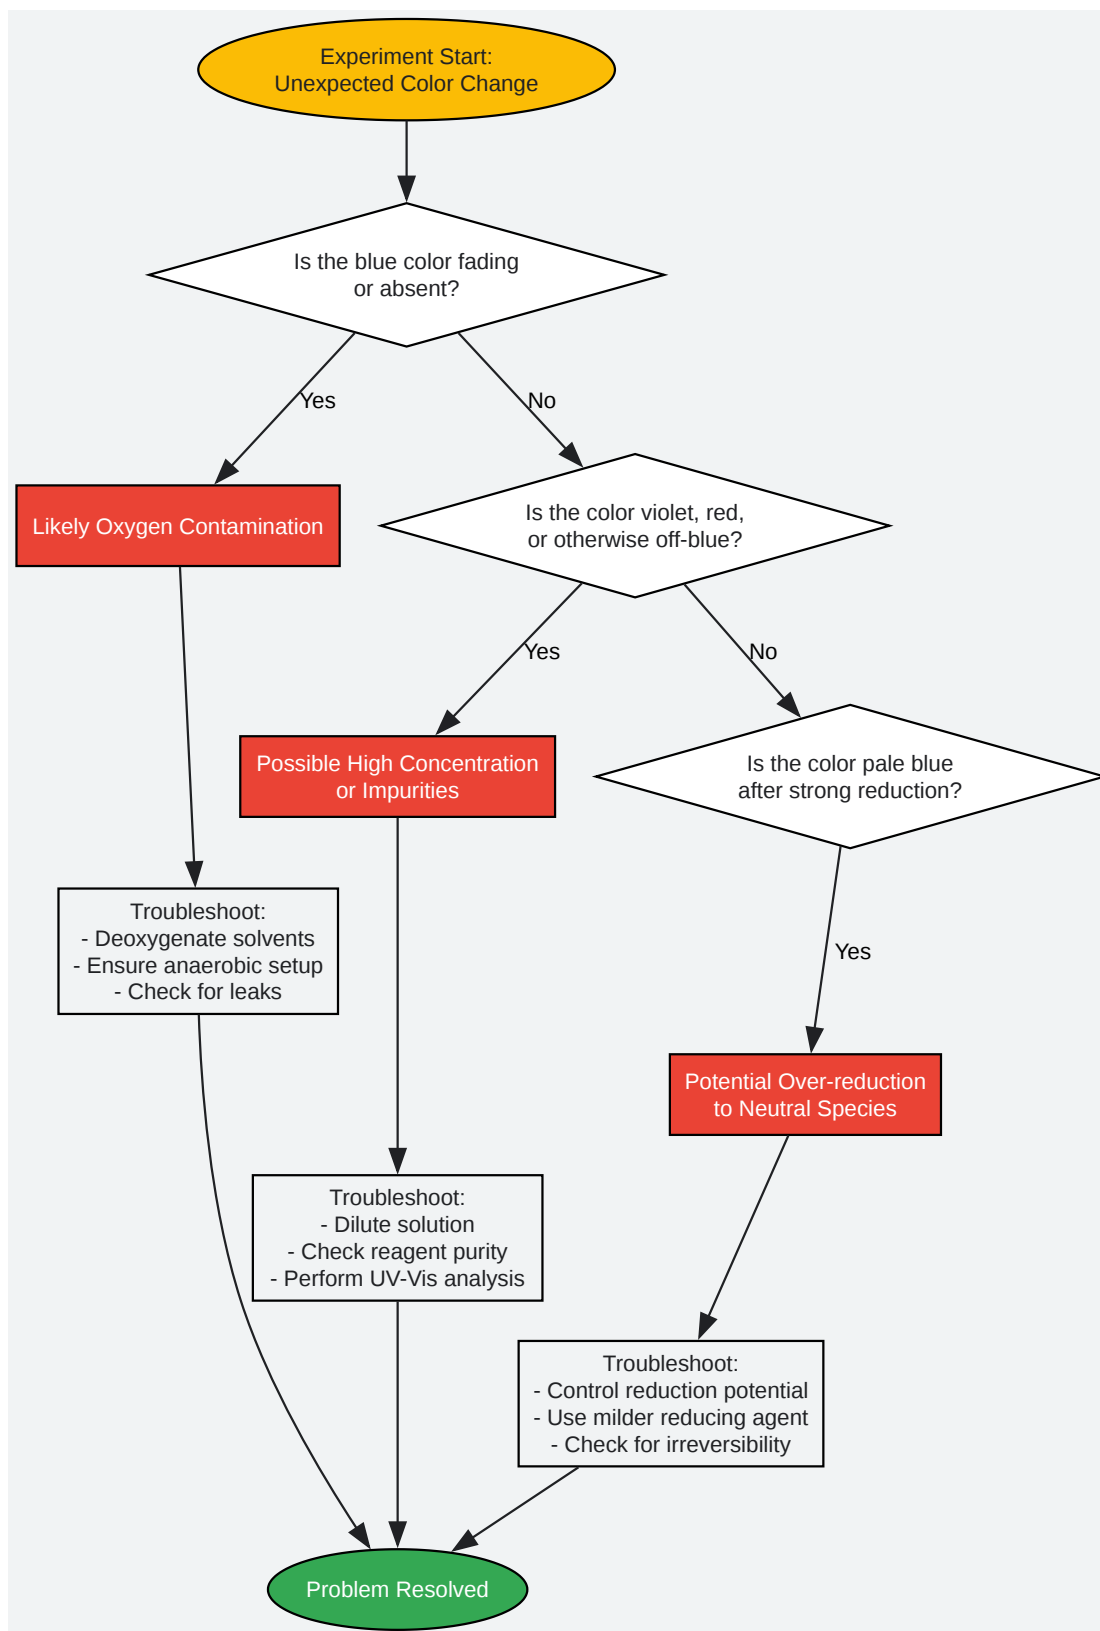 Experiment Start:
Unexpected Color Change
Is the blue color fading
or absent?
Yes
No
Likely Oxygen Contamination
Is the color violet, red,
or otherwise off-blue?
Yes
No
Possible High Concentration
or Impurities
Is the color pale blue
after strong reduction?
Troubleshoot:
- Deoxygenate solvents
- Ensure anaerobic setup
- Check for leaks
Yes
Potential Over-reduction
to Neutral Species
Troubleshoot:
- Dilute solution
- Check reagent purity
- Perform UV-Vis analysis
Troubleshoot:
- Control reduction potential
- Use milder reducing agent
- Check for irreversibility
Problem Resolved